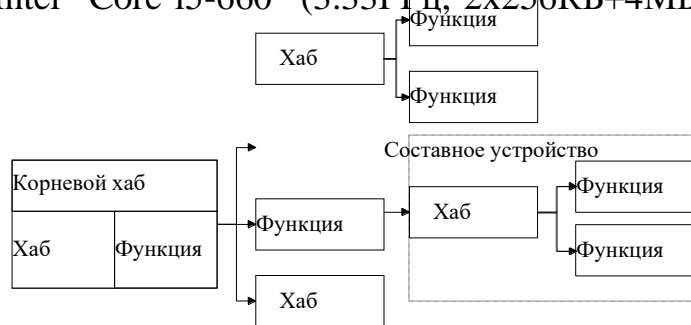 Core i5-660 (3.33ГГц, 2x256KB+4MB
Функция
Хаб
Функция
Составное устройство
Корневой хаб
Функция
Хаб
Хаб
Функция
Функция
Функция
Хаб